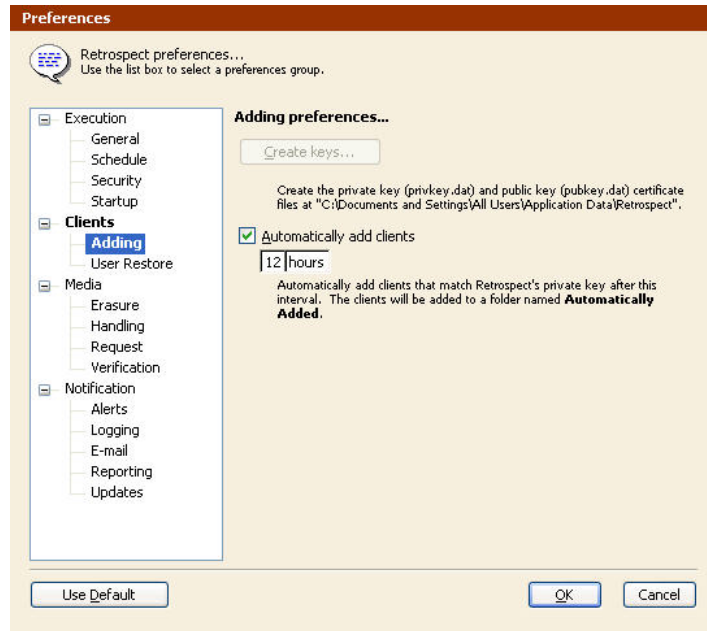 Preferences
Retrospect preferences...
Use the list box to select a preferences group.
Execution
General
Schedule
Security
Startup
Clients
Adding
User Restore
Media
Erasure
Handling
Request
Verification
Notification
Alerts
Logging
E-mail
Reporting
Updates
Adding preferences...
Create keys...
Create the private key (privkey.dat) and public key (pubkey.dat) certificate
files at "C:\Documents and Settings\All Users\Application Data\Retrospect".
Automatically add clients
12 hours
Automatically add clients that match Retrospect's private key after this
interval. The clients will be added to a folder named Automatically
Added.
Use Default
OK
Cancel